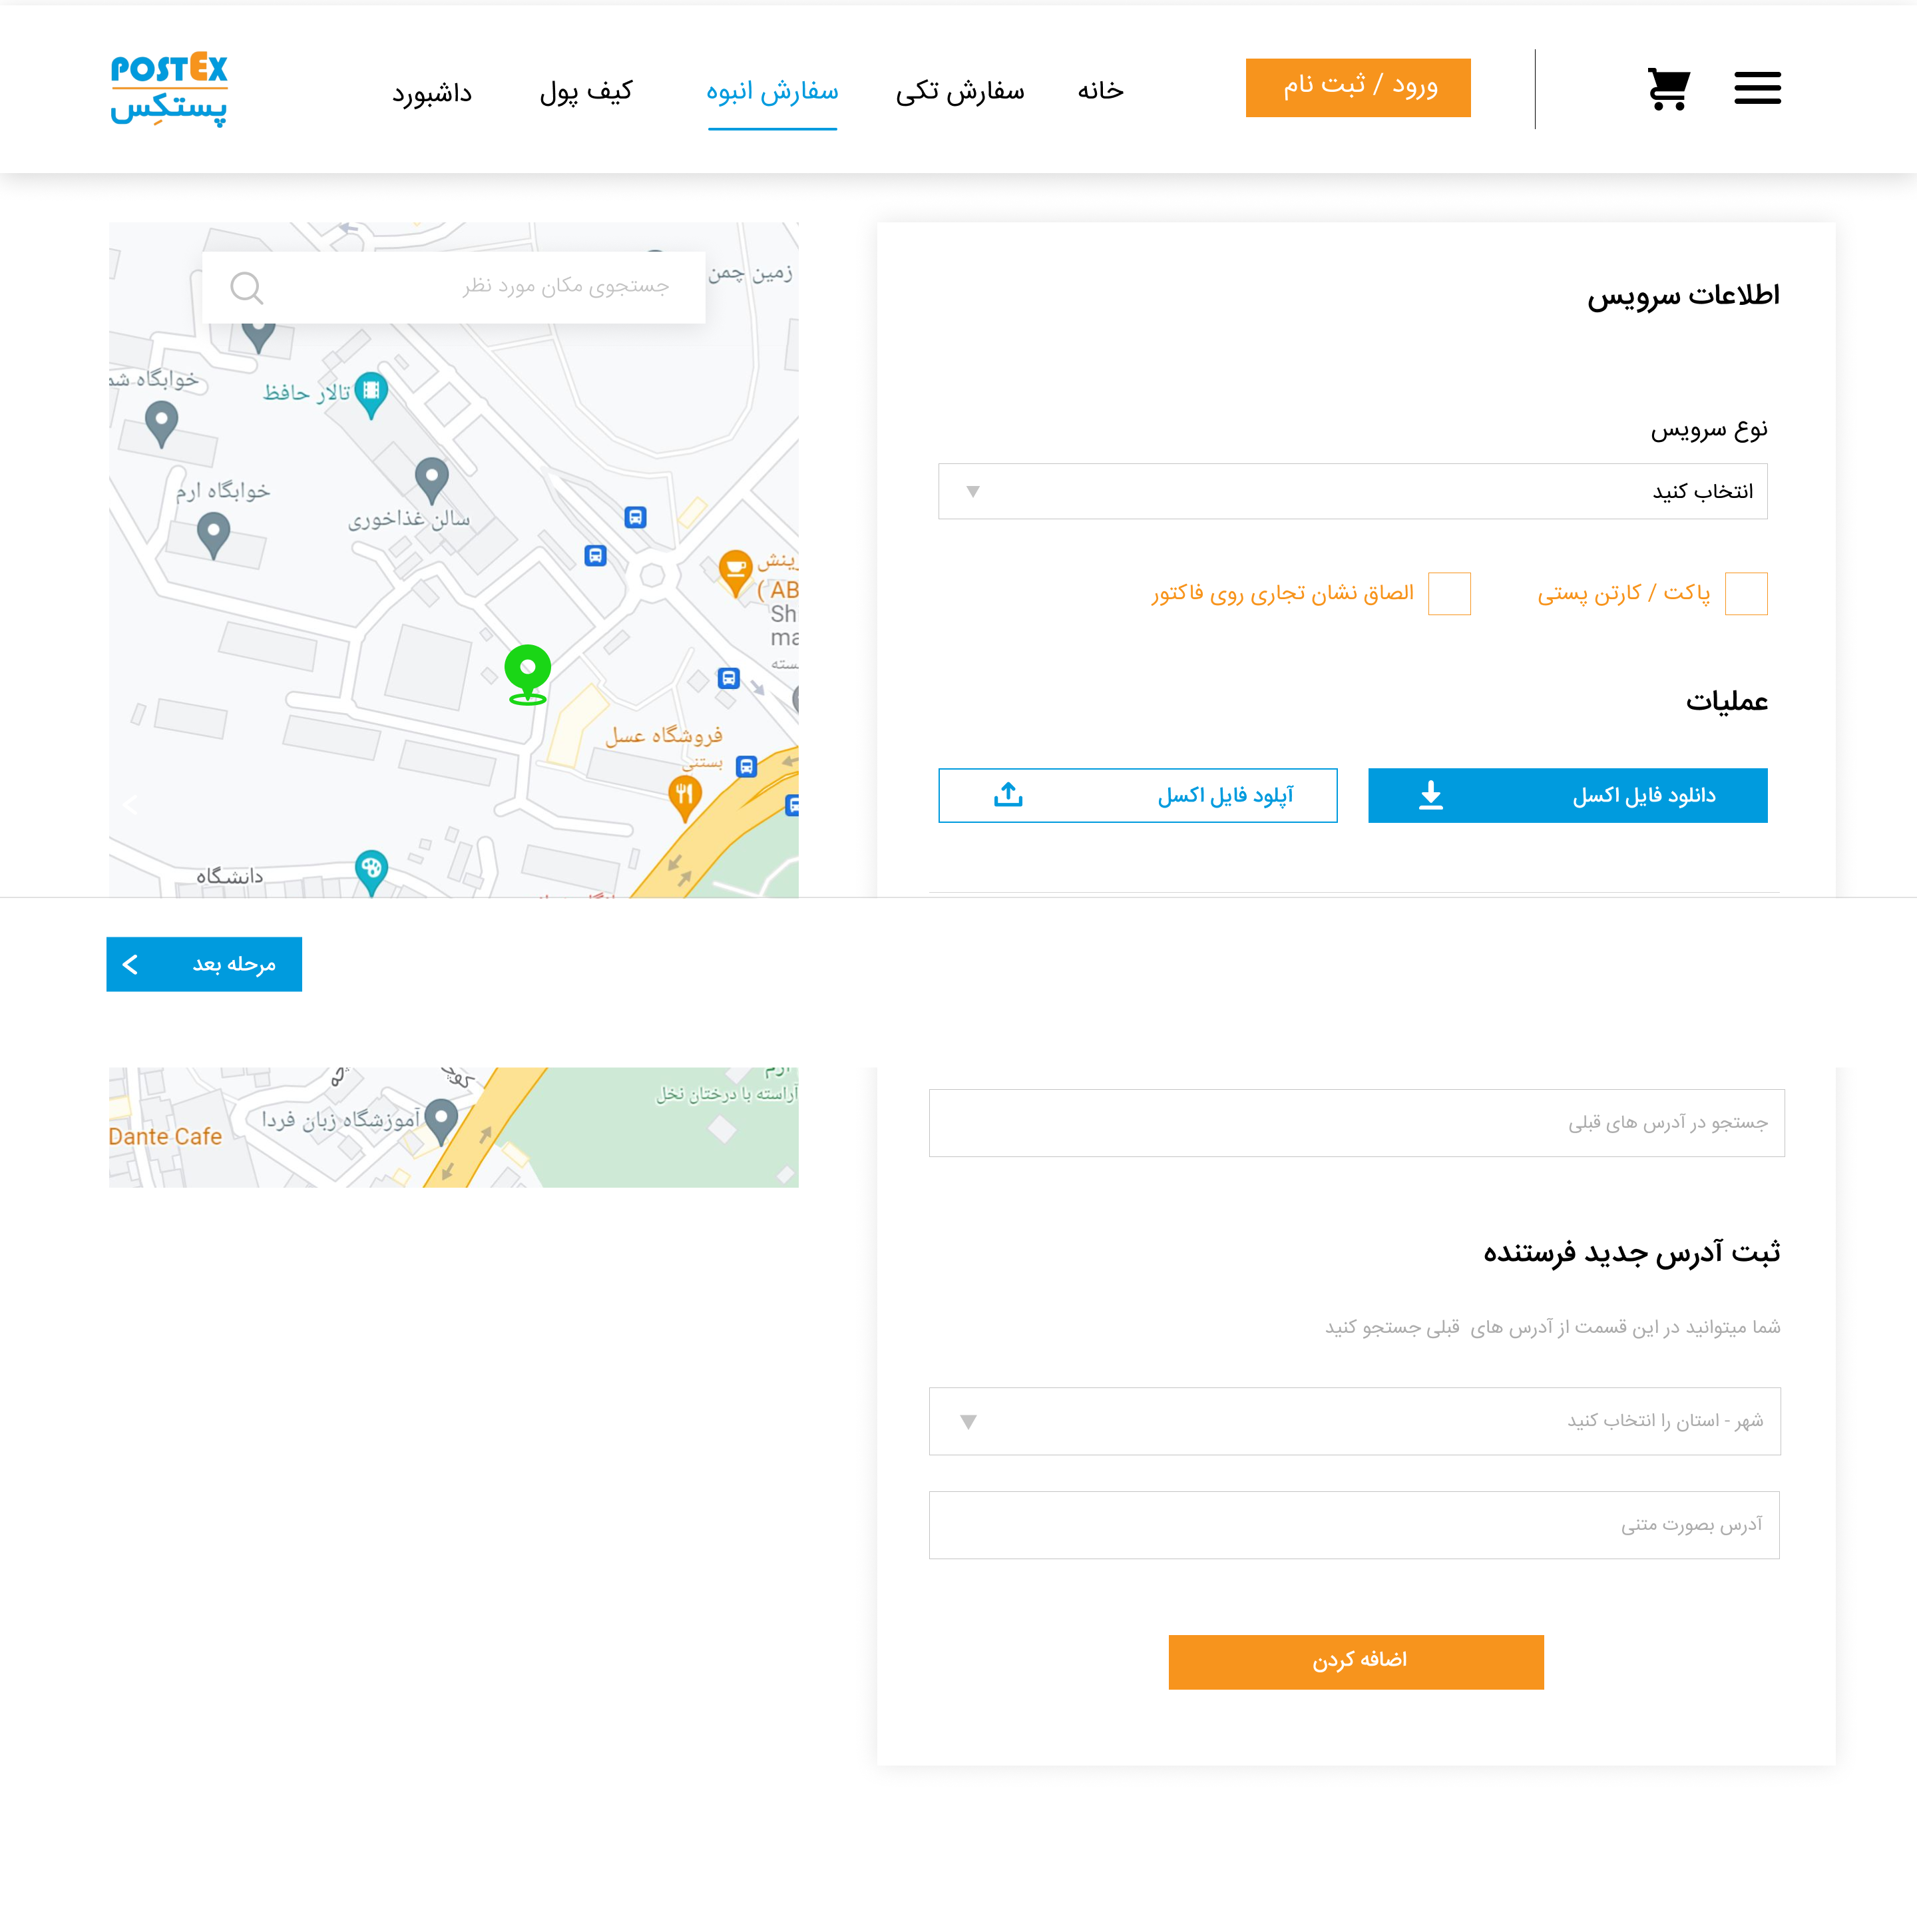 ورود / ثبت نام
خانه
سفارش تکی
سفارش انبوه
کیف پول
داشبورد
POSTEX
پستکِس
اطلاعات سرویس
نوع سرویس
انتخاب کنید
پاکت / کارتن پستی
الصاق نشان تجاری روی فاکتور
عملیات
دانلود فایل اکسل
آپلود فایل اکسل
جستجوی مکان مورد نظر
زمین چمن
خوابگاه
تالار حافظ
خوابگاه ارم
سالن غذاخوری
( AB
Sh
ma
فروشگاه عسل
بستنی
دانشگاه
مرحله بعد
آراسته با درختان نخل
آموزشگاه زبان فردا
Dante Cafe
جستجو در آدرس های قبلی
ثبت آدرس جدید فرستنده
شما میتوانید در این قسمت از آدرس های قبلی جستجو کنید
شهر - استان را انتخاب کنید
آدرس بصورت متنی
اضافه کردن